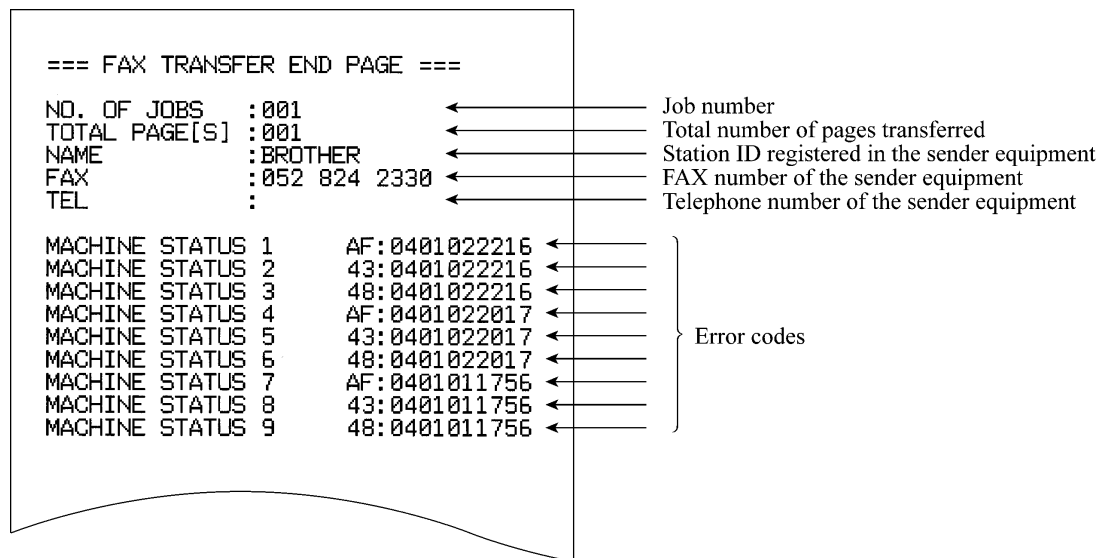 === FAX TRANSFER END PAGE ===
NO. OF JOBS :001 Job number
TOTAL PAGE[S] :001 Total number of pages transferred
NAME :BROTHER Station ID registered in the sender equipment
FAX :052 824 2330 FAX number of the sender equipment
TEL : Telephone number of the sender equipment
MACHINE STATUS 1 AF:0401022216
MACHINE STATUS 2 43:0401022216
MACHINE STATUS 3 48:0401022216
MACHINE STATUS 4 AF:0401022017
MACHINE STATUS 5 43:0401022017 Error codes
MACHINE STATUS 6 48:0401022017
MACHINE STATUS 7 AF:0401011756
MACHINE STATUS 8 43:0401011756
MACHINE STATUS 9 48:0401011756